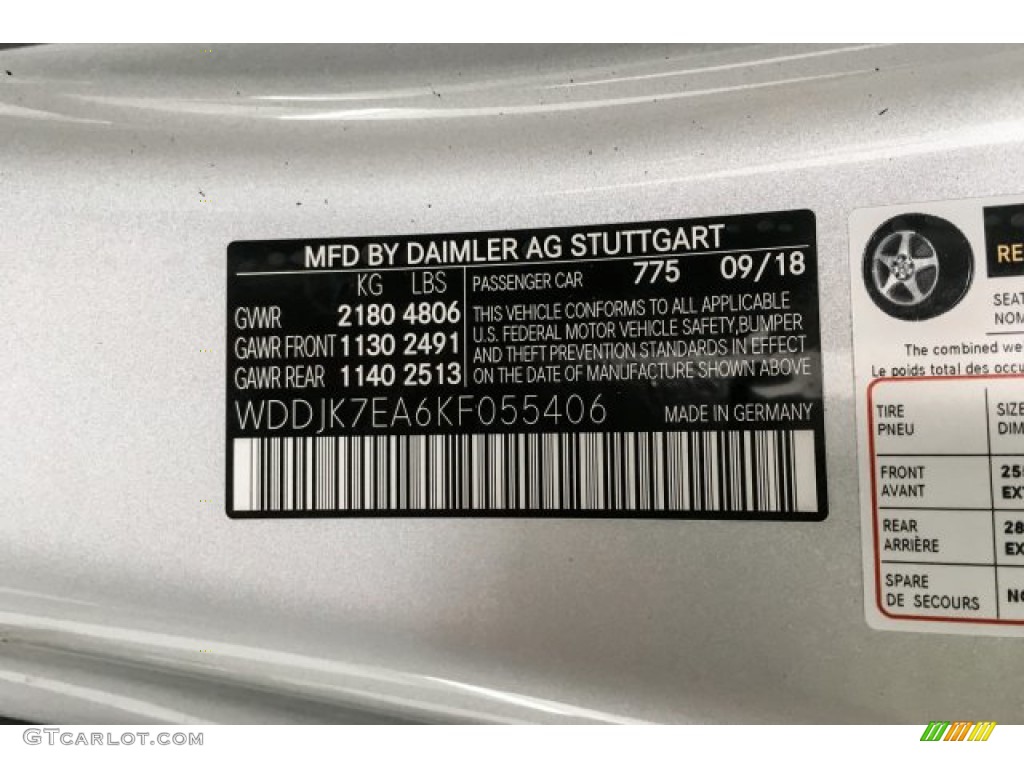 MFD BY DAIMLER AG STUTTGART
KG LBS
GVWR 2180 4806
GAWR FRONT 1130 2491
GAWR REAR 1140 2513
PASSENGER CAR 775 09/18
THIS VEHICLE CONFORMS TO ALL APPLICABLE
U.S. FEDERAL MOTOR VEHICLE SAFETY, BUMPER
AND THEFT PREVENTION STANDARDS IN EFFECT
ON THE DATE OF MANUFACTURE SHOWN ABOVE
WDDJK7EA6KF055406 MADE IN GERMANY
SEAT
The combined we
Le poids total des occu
TIRE
PNEU
SIZE
FRONT
AVANT
REAR
ARRIÈRE
28
SPARE
DE SECOURS
GTCARLOT.COM